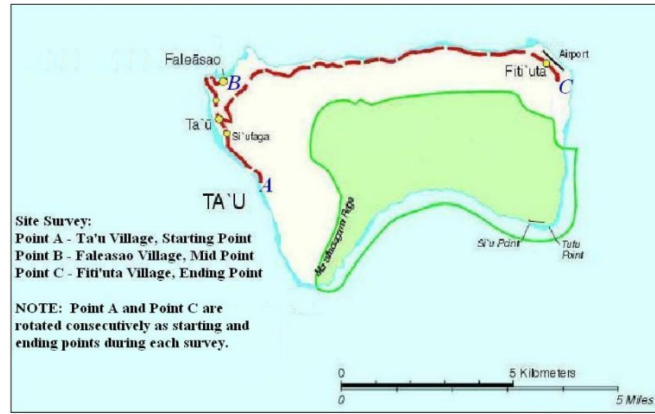 Faleāsao
B
Airport
Fiti`uta
C
Ta`ū
Si`ufaga
A
TA`U
Si'u Point
Tutu
Point
Site Survey:
Point A - Ta'u Village, Starting Point
Point B - Faleasao Village, Mid Point
Point C - Fiti'uta Village, Ending Point
NOTE: Point A and Point C are
rotated consecutively as starting and
ending points during each survey.
0
5 Kilometers
0
5 Miles